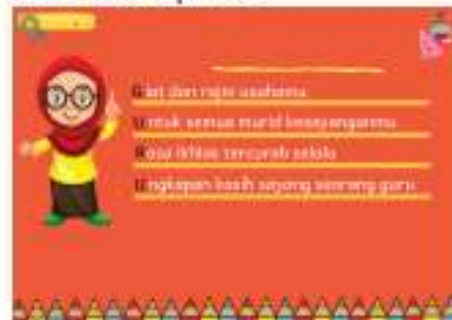 Giat dan rajin usahamu
Untuk semua murid kesayanganmu
Rasa ikhlas tercurah selalu
Ungkapan kasih sayang seorang guru